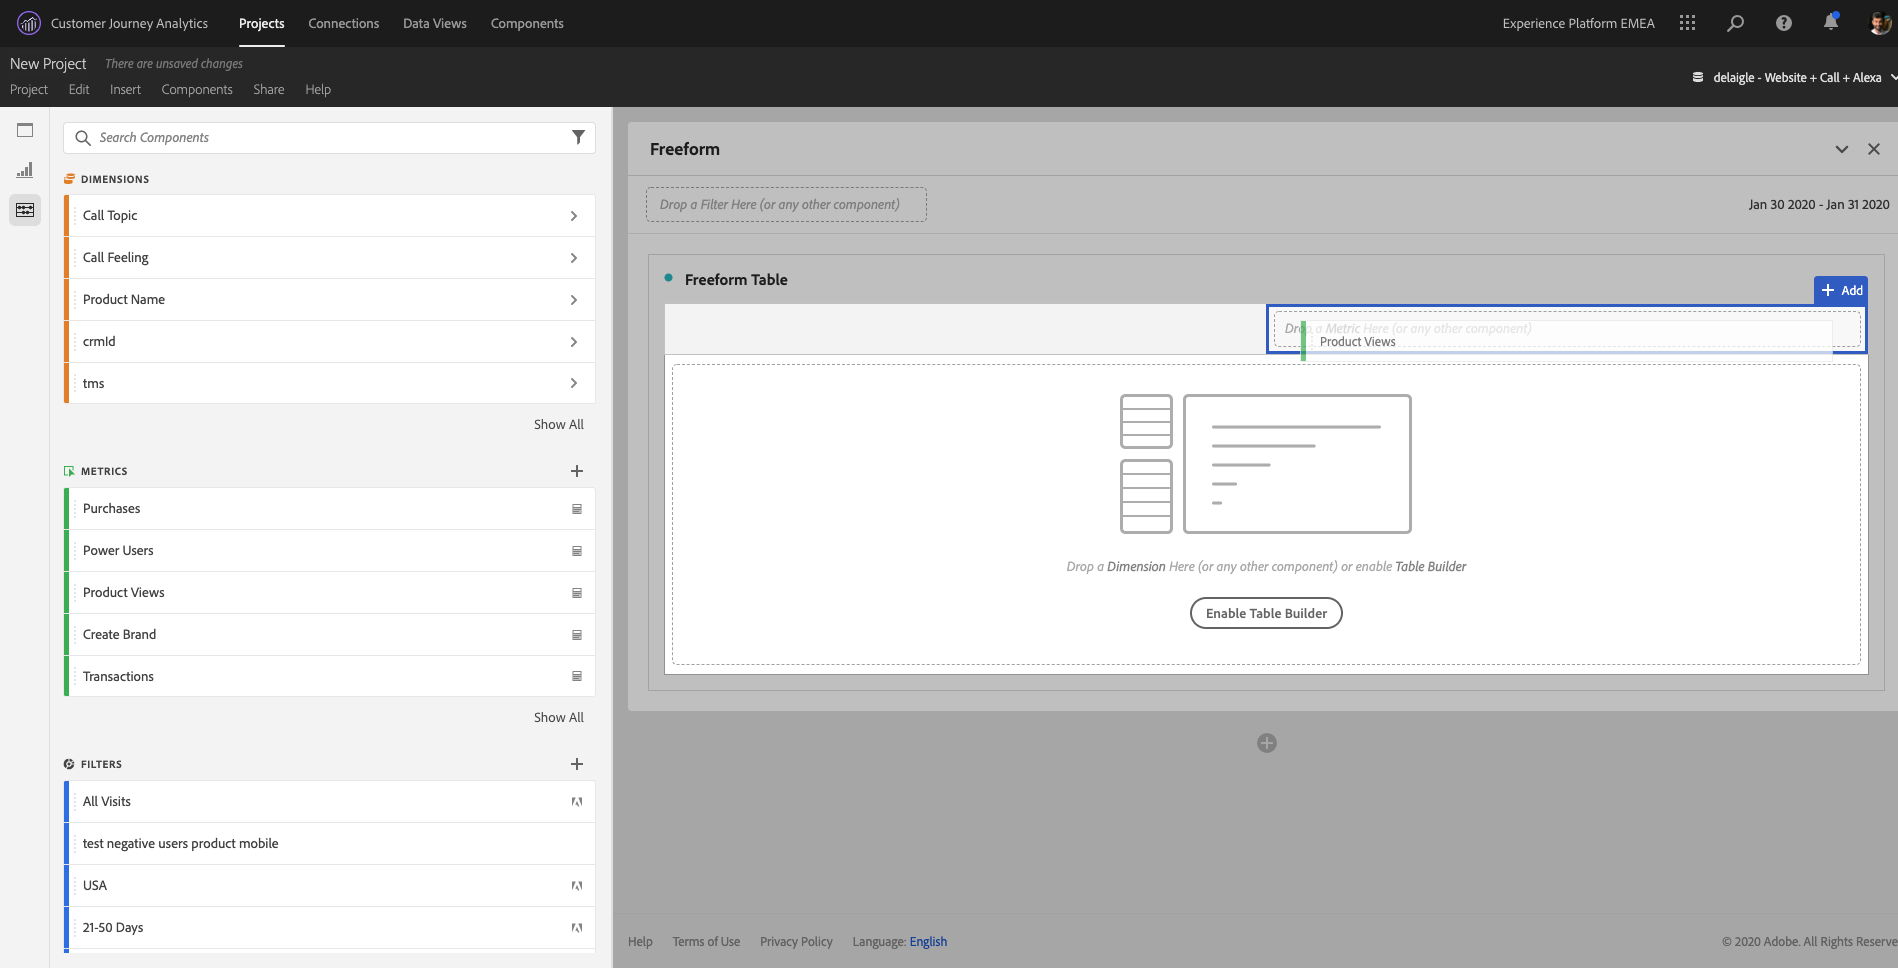 Customer Journey Analytics Projects Connections Data Views Components Experience Platform EMEA
New Project There are unsaved changes
Project Edit Insert Components Share Help
delaigle - Website + Call + Alexa
Search Components
DIMENSIONS
Call Topic
Call Feeling
Product Name
crmId
tms
Show All
METRICS
Purchases
Power Users
Product Views
Create Brand
Transactions
Show All
FILTERS
All Visits
test negative users product mobile
USA
21-50 Days
Freeform
Drop a Filter Here (or any other component)
Jan 30 2020 - Jan 31 2020
Freeform Table
Add
Drop a Metric Here (or any other component)
Product Views
Drop a Dimension Here (or any other component) or enable Table Builder
Enable Table Builder
Help Terms of Use Privacy Policy Language: English
© 2020 Adobe. All Rights Reserve